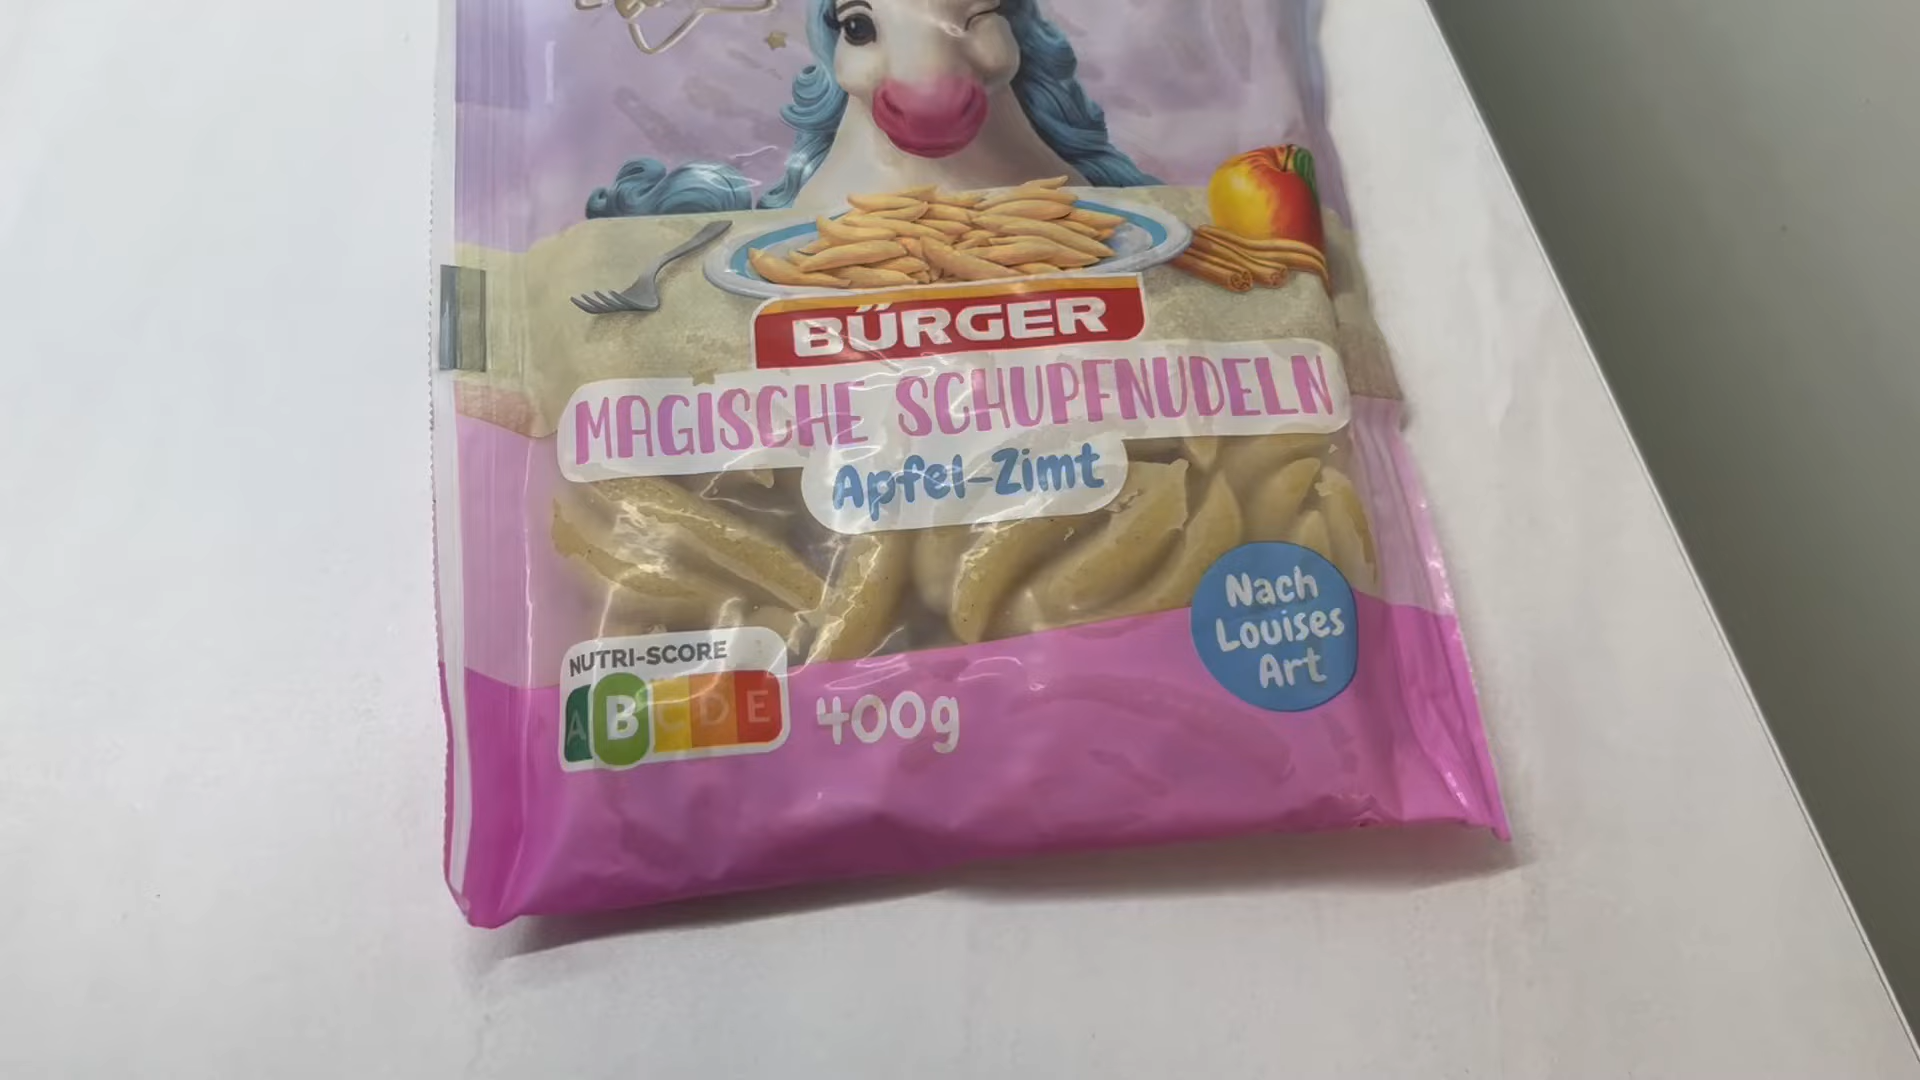 BÜRGER
MAGISCHE SCHUPFNUDELN
Apfel-Zimt
Nach
Louises
Art
NUTRI-SCORE
A B C D E
400g